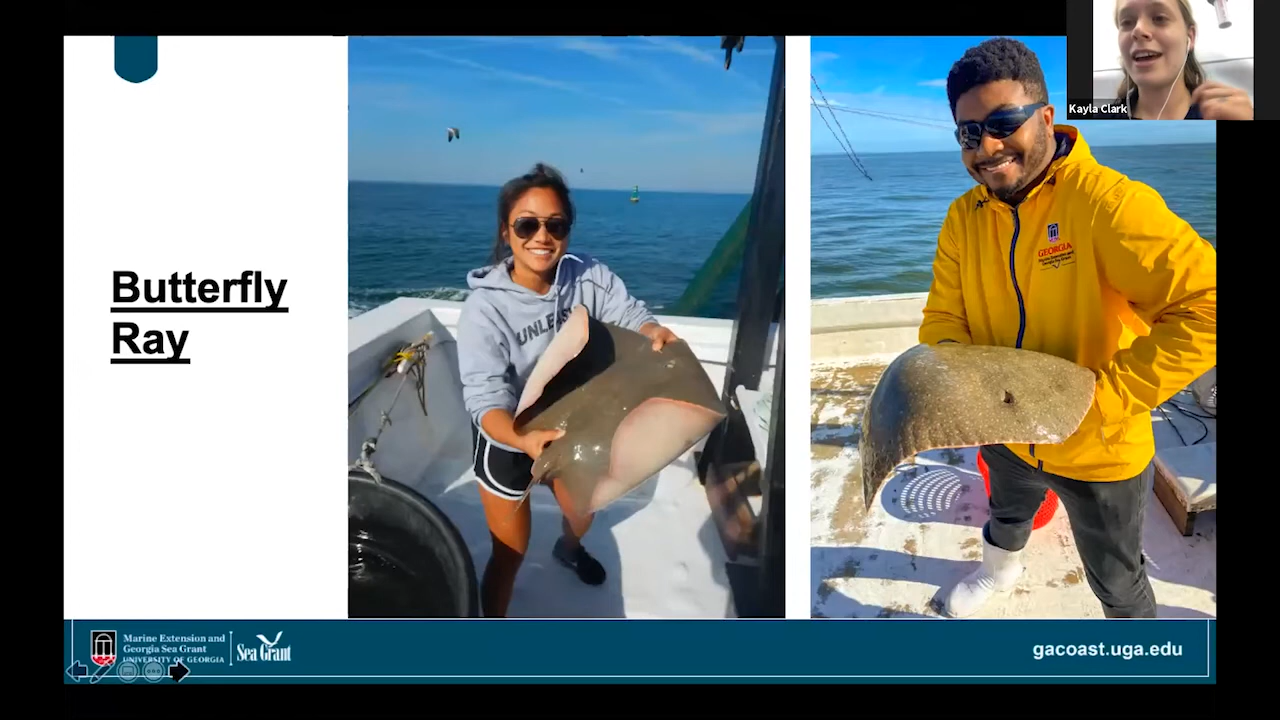 Kayla Clark
Butterfly
Ray
GEORGIA
Marine Extension and
Georgia Sea Grant
UNIVERSITY OF GEORGIA
Sea Grant
gacoast.uga.edu